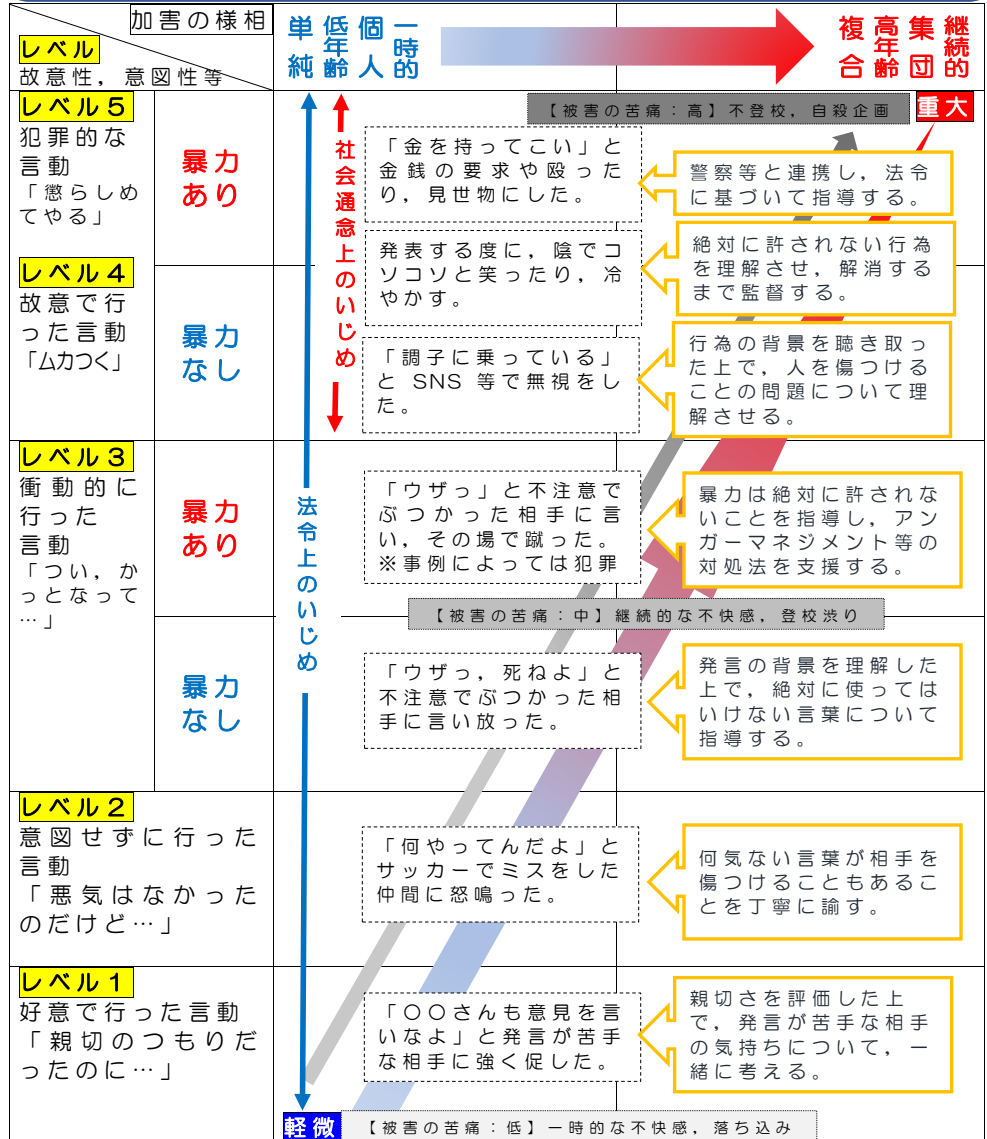 加害の様相
レベル
故意性，意図性等
単純
低年齢
個人
一時的
複合
高年齢
集団
継続的
レベル５
犯罪的な
言動
「懲らしめ
てやる」
暴力
あり
レベル４
故意で行
った言動
「ムカつく」
暴力
なし
社会通念上のいじめ
法令上のいじめ
【被害の苦痛：高】不登校，自殺企画
重大
「金を持ってこい」と
金銭の要求や殴った
り，見世物にした。
警察等と連携し，法令
に基づいて指導する。
発表する度に，陰でコ
ソコソと笑ったり，冷
やかす。
絶対に許されない行為
を理解させ，解消する
まで監督する。
「調子に乗っている」
と SNS 等で無視をし
た。
行為の背景を聴き取っ
た上で，人を傷つける
ことの問題について理
解させる。
レベル３
衝動的に
行った
言動
「つい，か
っとなって
…」
暴力
あり
「ウザっ」と不注意で
ぶつかった相手に言
い，その場で蹴った。
※事例によっては犯罪
暴力は絶対に許されな
いことを指導し，アン
ガーマネジメント等の
対処法を支援する。
【被害の苦痛：中】継続的な不快感，登校渋り
暴力
なし
「ウザっ，死ねよ」と
不注意でぶつかった相
手に言い放った。
発言の背景を理解した
上で，絶対に使っては
いけない言葉について
指導する。
レベル２
意図せずに行った
言動
「悪気はなかった
のだけど…」
「何やってんだよ」と
サッカーでミスをした
仲間に怒鳴った。
何気ない言葉が相手を
傷つけることもあるこ
とを丁寧に諭す。
レベル１
好意で行った言動
「親切のつもりだ
ったのに…」
「〇〇さんも意見を言
いなよ」と発言が苦手
な相手に強く促した。
親切さを評価した上
で，発言が苦手な相手
の気持ちについて，一
緒に考える。
軽微
【被害の苦痛：低】一時的な不快感，落ち込み